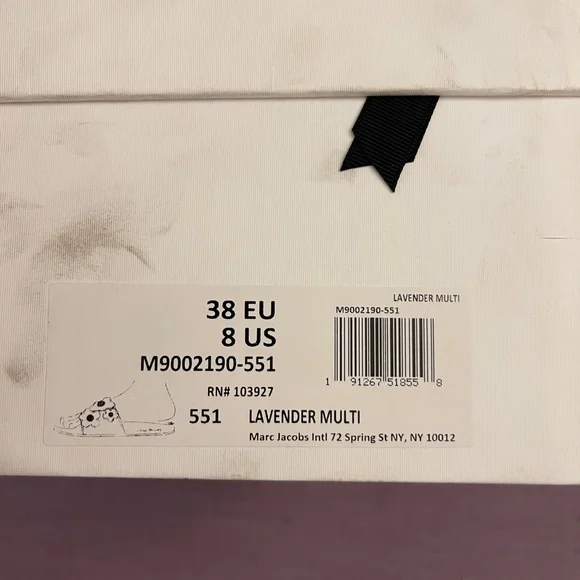 38 EU
8 US
M9002190-551
RN# 103927
551 LAVENDER MULTI
Marc Jacobs Intl 72 Spring St NY, NY 10012
LAVENDER MULTI
M9002190-551
1 91267 51855 8